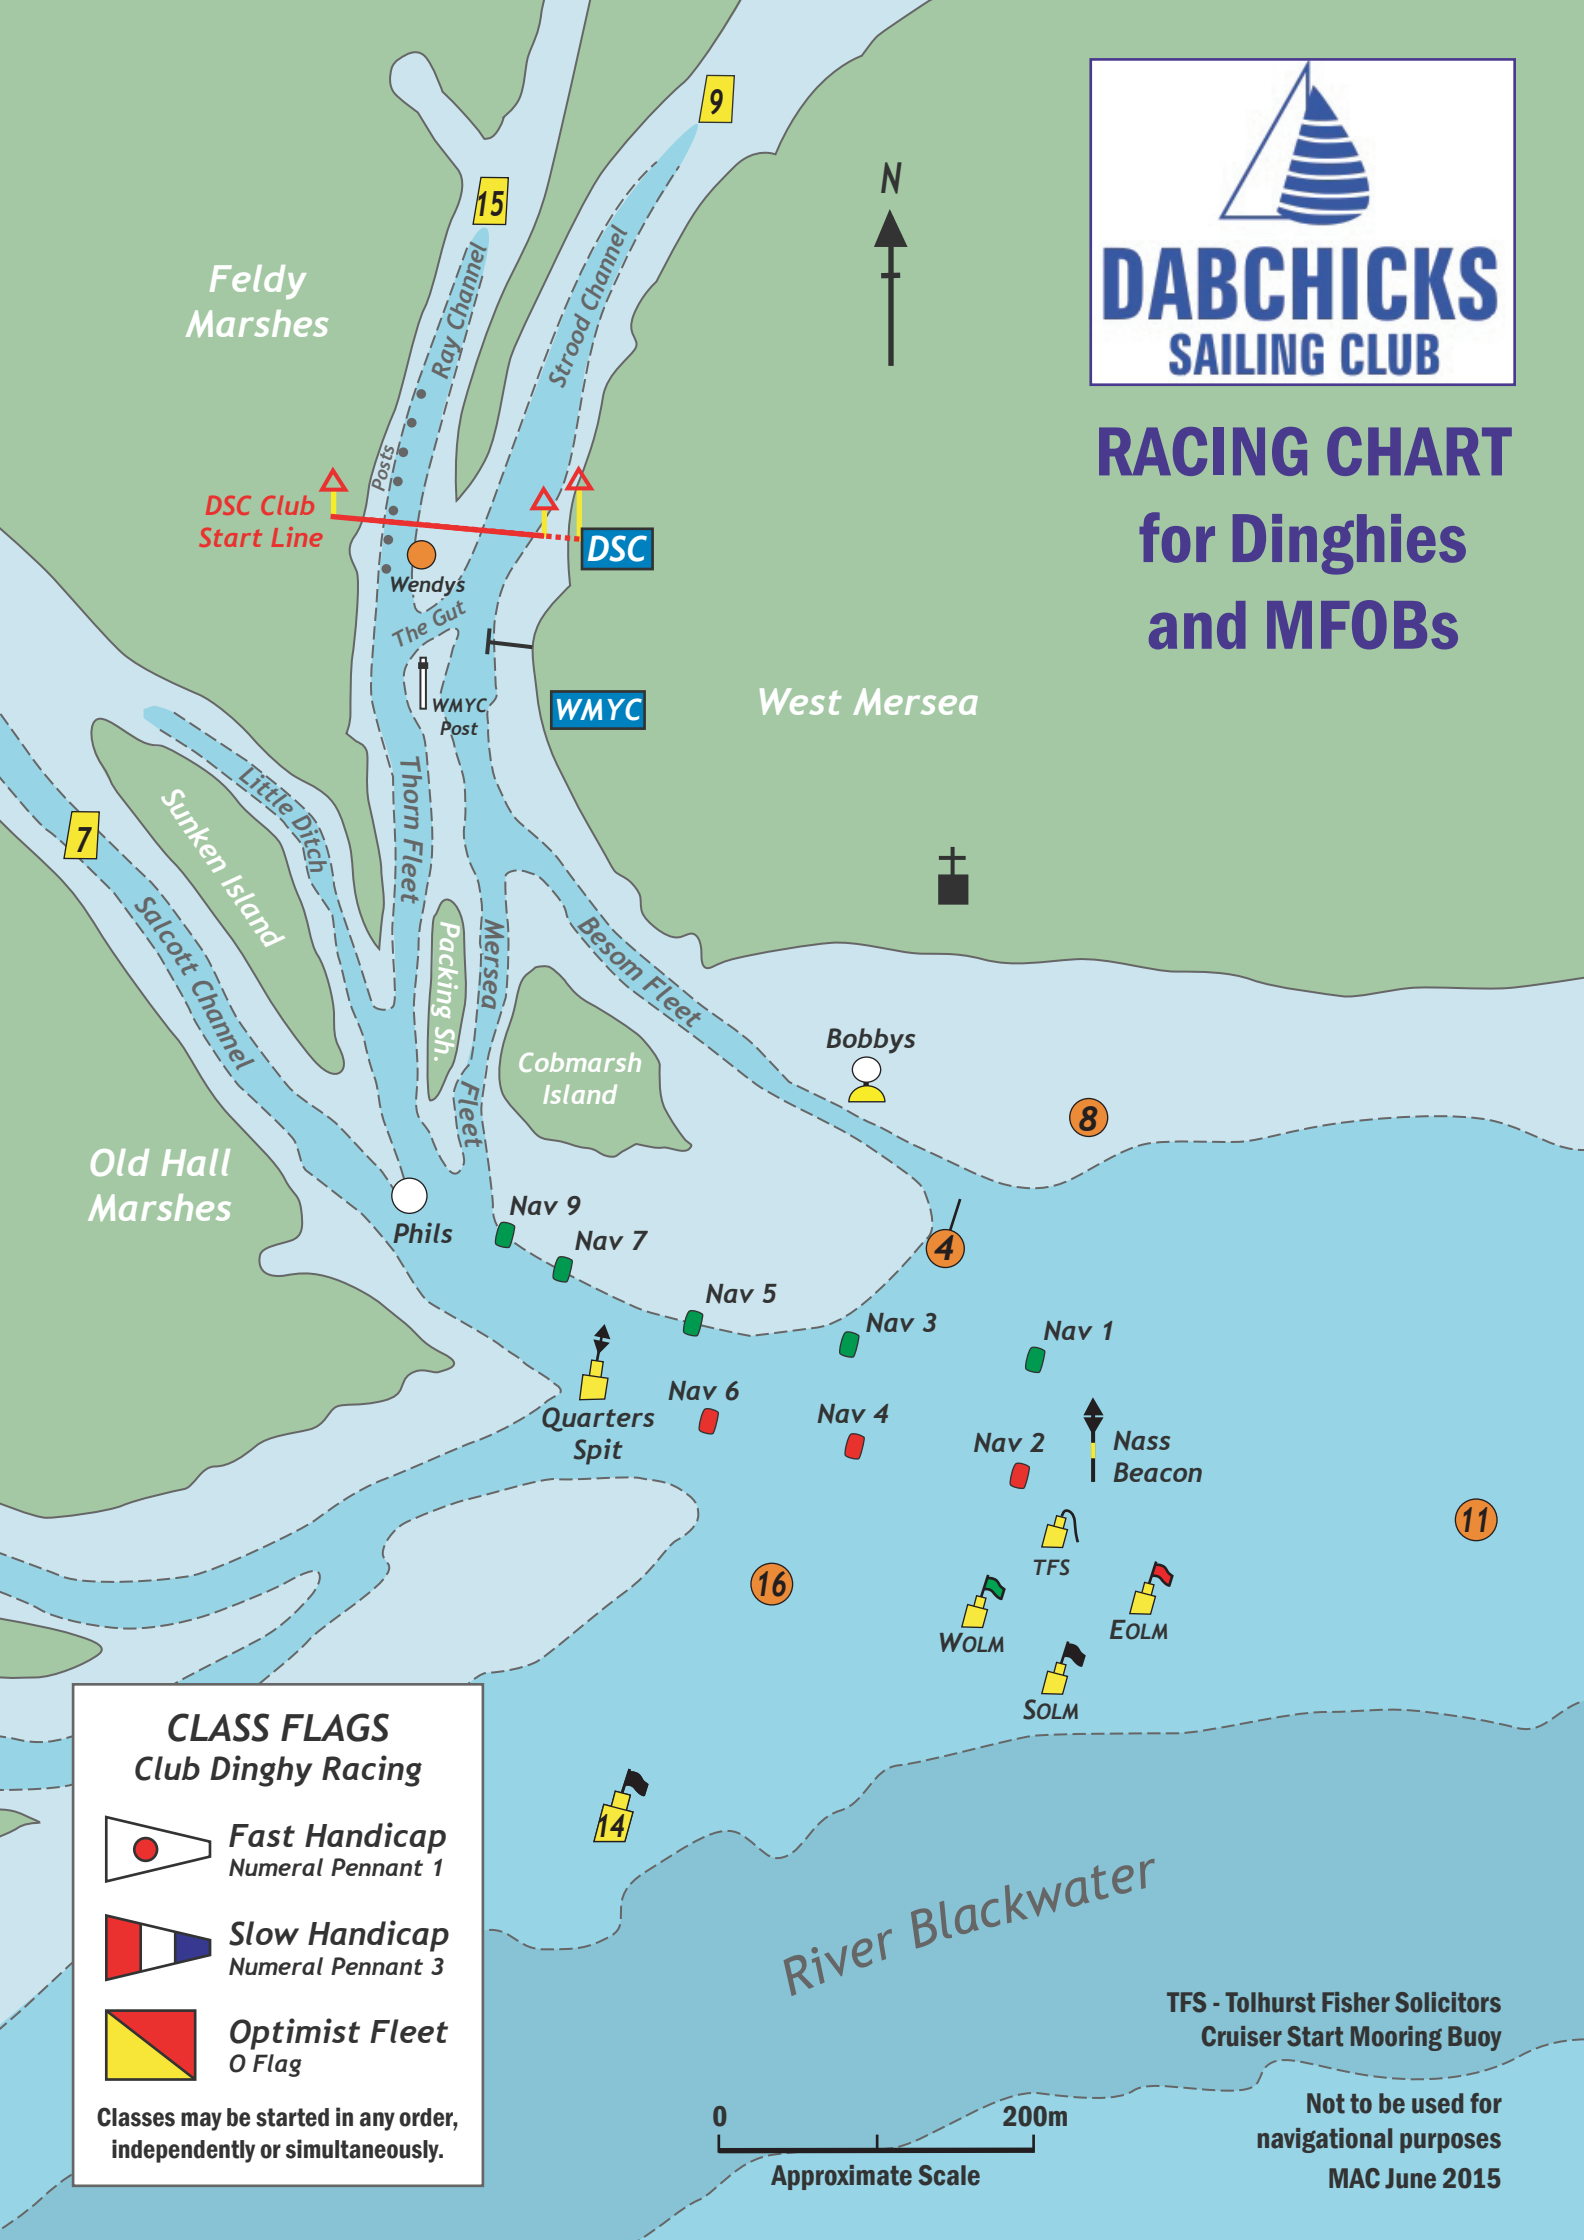 9
15
N
DABCHICKS
SAILING CLUB
RACING CHART
for Dinghies
and MFOBs
Feldy
Marshes
Ray Channel
Strood Channel
Posts
DSC Club
Start Line
DSC
Wendys
The Gut
WMYC
Post
WMYC
West Mersea
Little Ditch
Sunken Island
7
Salcott Channel
Thorn Fleet
Packing Sh.
Mersea
Fleet
Besom Fleet
Cobmarsh
Island
Bobbys
8
Old Hall
Marshes
Phils
Nav 9
Nav 7
4
Nav 5
Nav 3
Nav 1
Quarters
Spit
Nav 6
Nav 4
Nav 2
Nass
Beacon
11
TFS
16
WOLM
EOLM
SOLM
14
CLASS FLAGS
Club Dinghy Racing
Fast Handicap
Numeral Pennant 1
Slow Handicap
Numeral Pennant 3
Optimist Fleet
O Flag
Classes may be started in any order,
independently or simultaneously.
River Blackwater
TFS - Tolhurst Fisher Solicitors
Cruiser Start Mooring Buoy
0 200m
Approximate Scale
Not to be used for
navigational purposes
MAC June 2015